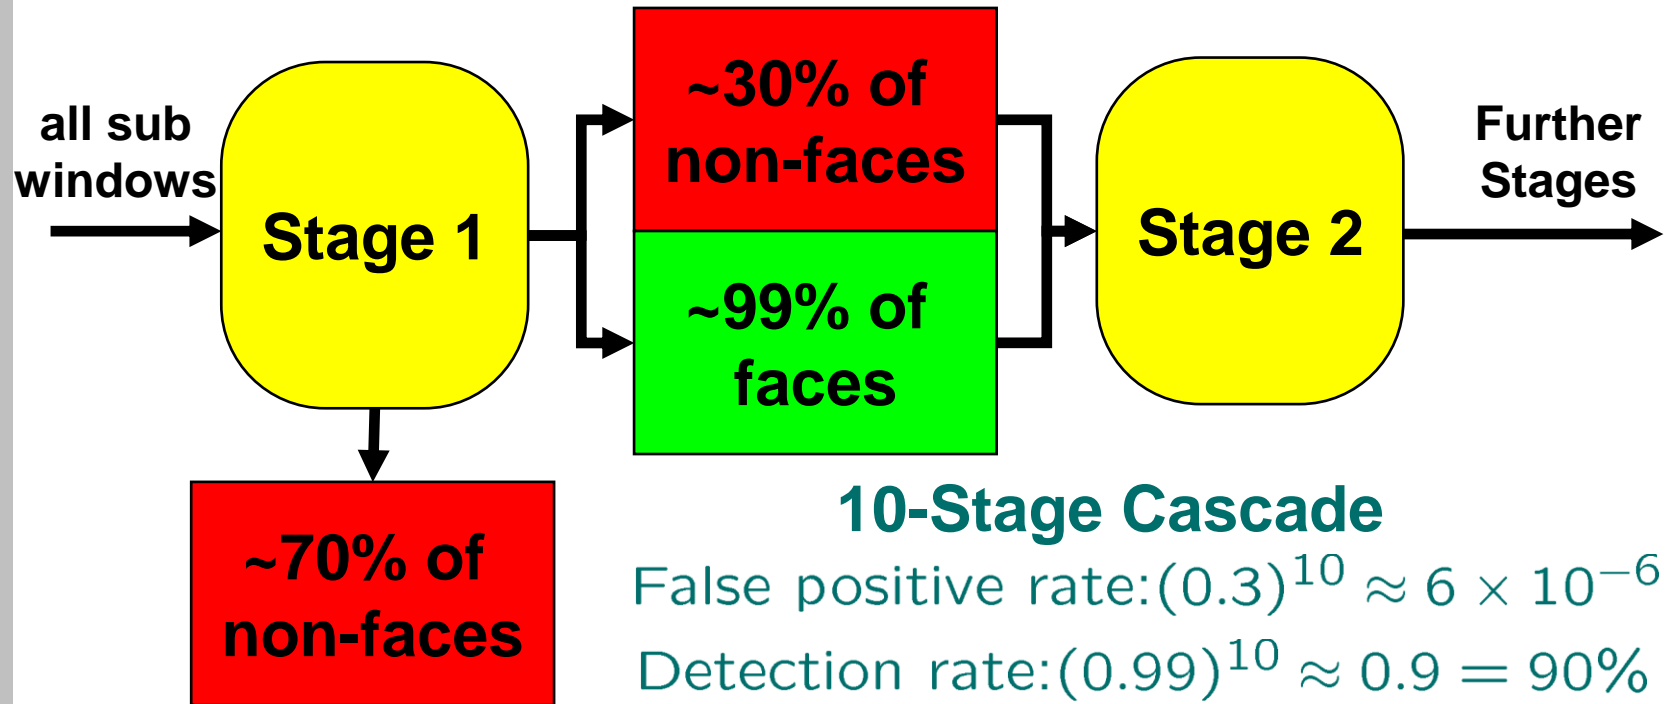 all sub
windows
Stage 1
~30% of
non-faces
~99% of
faces
Stage 2
Further
Stages
~70% of
non-faces
10-Stage Cascade
False positive rate:(0.3)^10 ≈ 6 × 10^−6
Detection rate:(0.99)^10 ≈ 0.9 = 90%